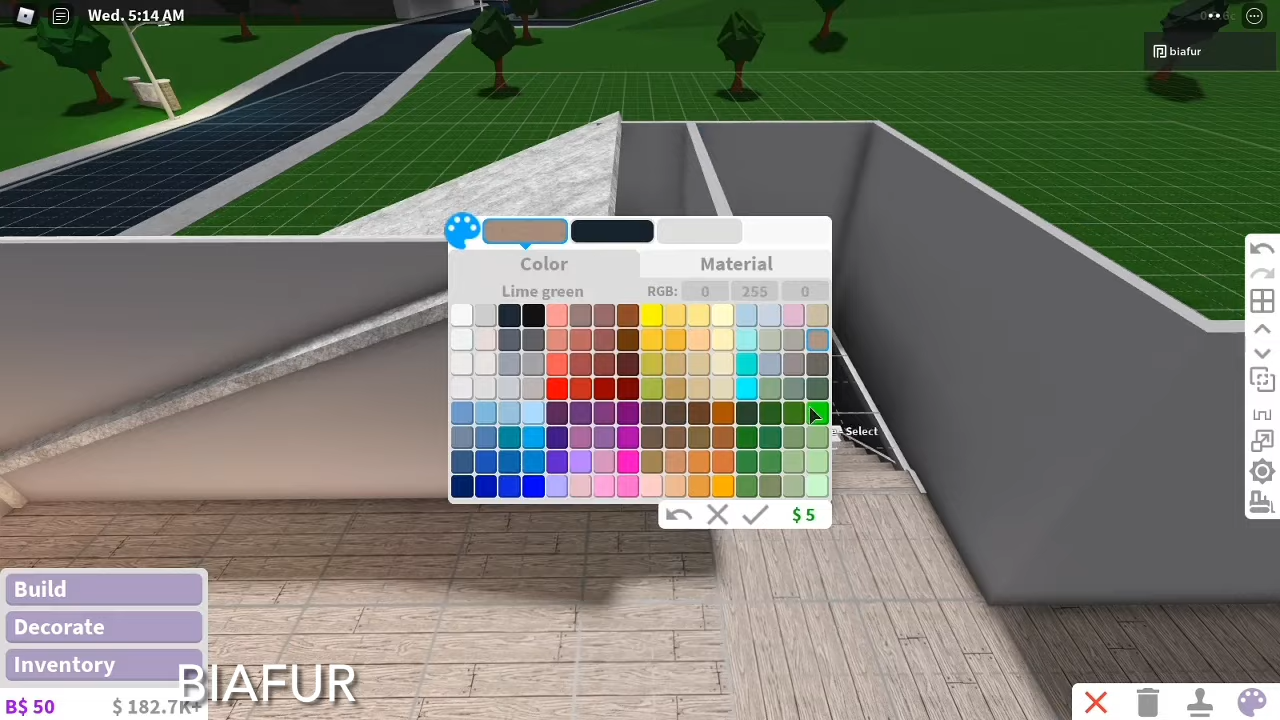 Wed. 5:14 AM
biafur
Color
Material
Lime green
RGB:
0
255
0
Select
$ 5
Build
Decorate
Inventory
BIAFUR
B$ 50
$ 182.7K+